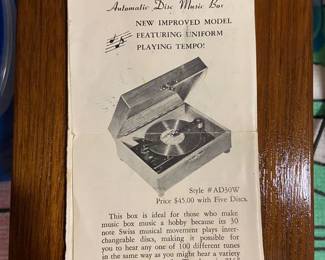 Automatic Disc Music Box
NEW IMPROVED MODEL
FEATURING UNIFORM
PLAYING TEMPO!
Style #AD30W
Price $45.00 with Five Discs.
This box is ideal for those who make
music box music a hobby because its 30
note Swiss musical movement plays inter-
changeable discs, making it possible for
you to hear any one of 100 different tunes
in the same way as you might hear a variety